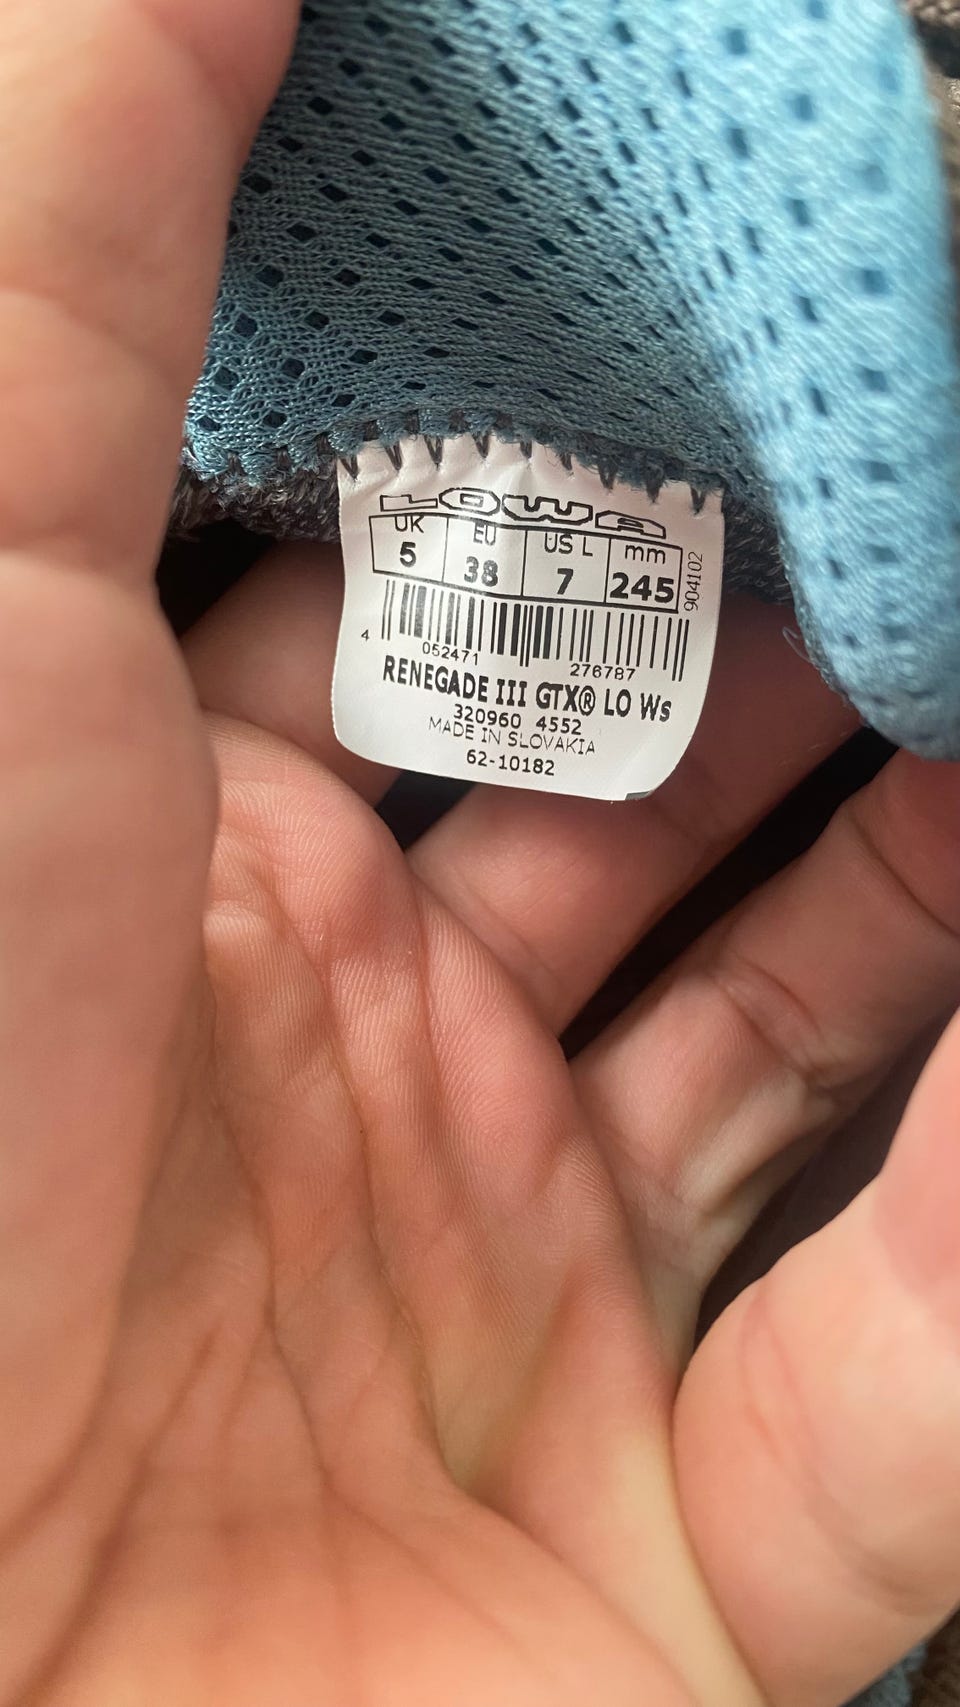 LOWA
UK EU US L mm
5 38 7 245
904102
4 052471 276787
RENEGADE III GTX® LO Ws
320960 4552
MADE IN SLOVAKIA
62-10182